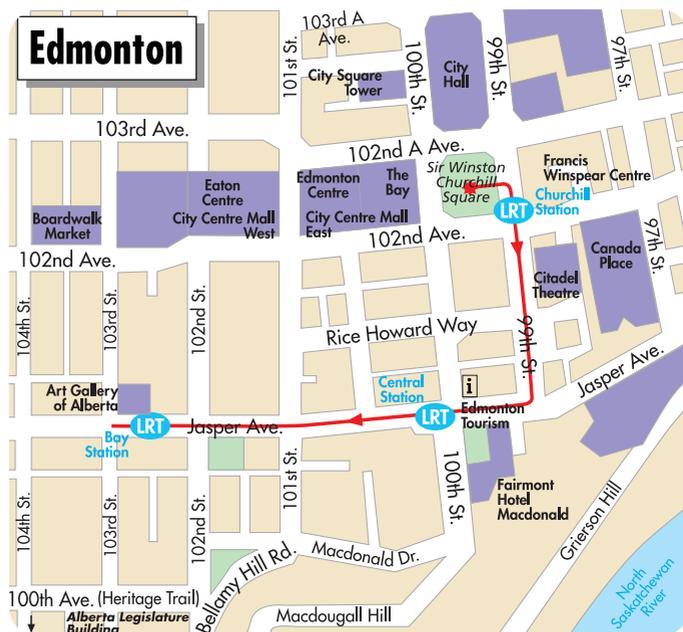 Edmonton
103rd A
Ave.
101st St.
100th St.
City
Hall
99th St.
97th St.
City Square
Tower
103rd Ave.
102nd A Ave.
Sir Winston
Churchill
Square
Francis
Winspear Centre
Churchill
Station
LRT
Edmonton
Centre
The
Bay
City Centre Mall
East
Eaton
Centre
City Centre Mall
West
Boardwalk
Market
102nd Ave.
102nd Ave.
Canada
Place
97th St.
Citadel
Theatre
104th St.
103rd St.
102nd St.
Rice Howard Way
99th St.
Jasper Ave.
Central
Station
i
Art Gallery
of Alberta
LRT
Edmonton
Tourism
LRT
Jasper Ave.
Bay
Station
101st St.
100th St.
Fairmont
Hotel
Macdonald
Grierson Hill
104th St.
103rd St.
102nd St.
Bellamy Hill Rd.
Macdonald Dr.
North
Saskatchewan
River
100th Ave. (Heritage Trail)
Alberta Legislature
Building
Macdougall Hill